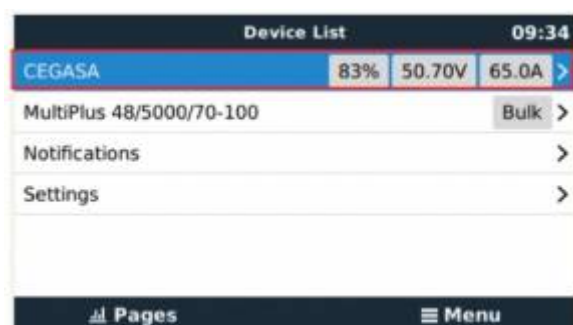 Device List 09:34
CEGASA 83% 50.70V 65.0A >
MultiPlus 48/5000/70-100 Bulk >
Notifications >
Settings >
Pages Menu